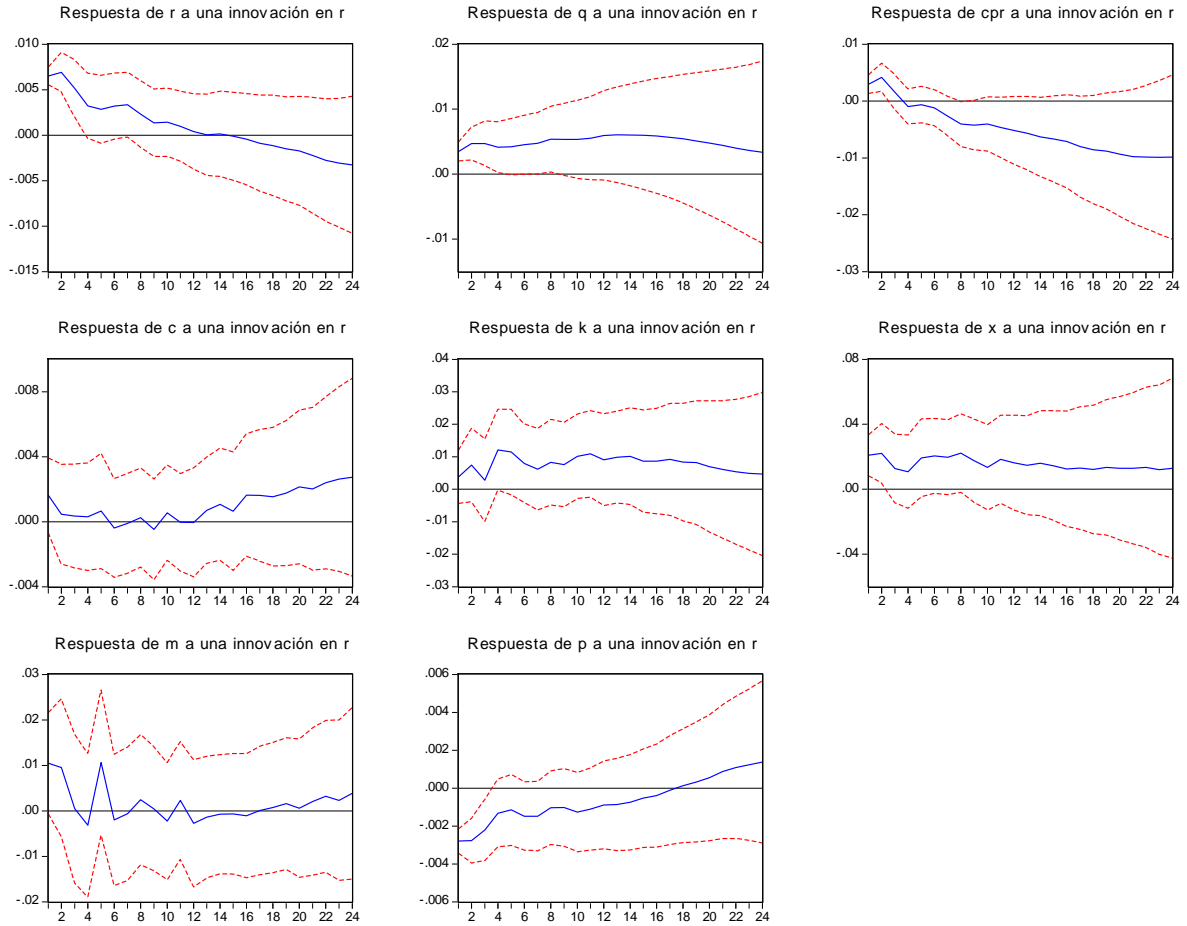 Respuesta de r a una innovación en r
.010
.005
.000
-.005
-.010
-.015
2 4 6 8 10 12 14 16 18 20 22 24
Respuesta de q a una innovación en r
.02
.01
.00
-.01
2 4 6 8 10 12 14 16 18 20 22 24
Respuesta de cpr a una innovación en r
.01
.00
-.01
-.02
-.03
2 4 6 8 10 12 14 16 18 20 22 24
Respuesta de c a una innovación en r
.008
.004
.000
-.004
2 4 6 8 10 12 14 16 18 20 22 24
Respuesta de k a una innovación en r
.04
.03
.02
.01
.00
-.01
-.02
-.03
2 4 6 8 10 12 14 16 18 20 22 24
Respuesta de x a una innovación en r
.08
.04
.00
-.04
2 4 6 8 10 12 14 16 18 20 22 24
Respuesta de m a una innovación en r
.03
.02
.01
.00
-.01
-.02
2 4 6 8 10 12 14 16 18 20 22 24
Respuesta de p a una innovación en r
.006
.004
.002
.000
-.002
-.004
-.006
2 4 6 8 10 12 14 16 18 20 22 24